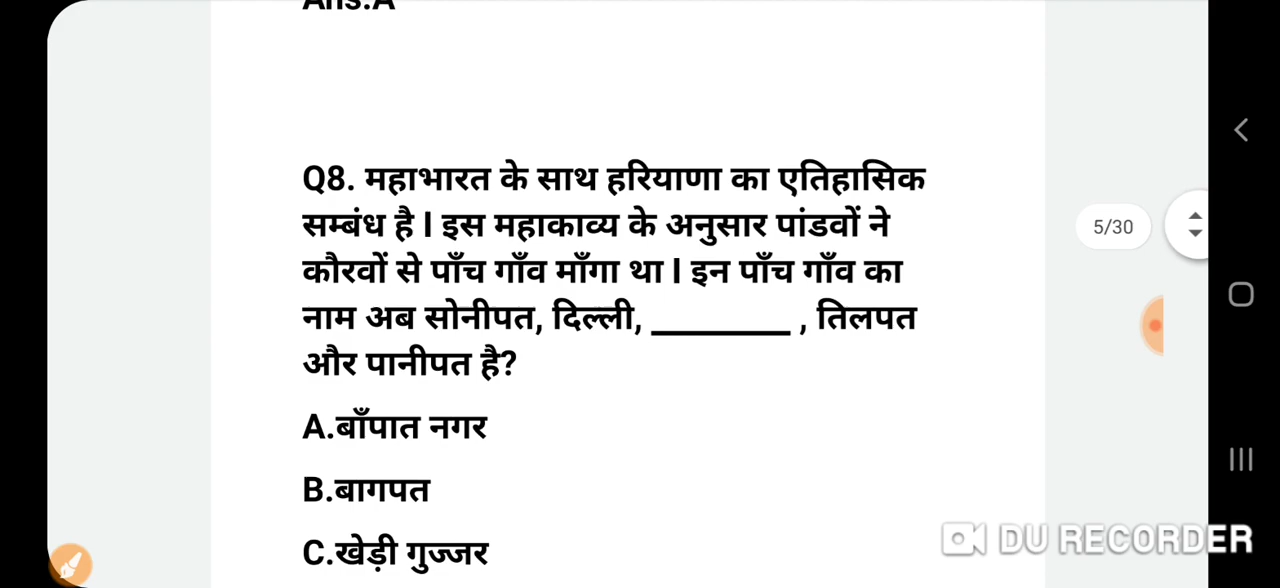 Ans.A
Q8. महाभारत के साथ हरियाणा का एतिहासिक
सम्बंध है l इस महाकाव्य के अनुसार पांडवों ने
कौरवों से पाँच गाँव माँगा था l इन पाँच गाँव का
नाम अब सोनीपत, दिल्ली, ________ , तिलपत
और पानीपत है?
5/30
A.बाँपात नगर
B.बागपत
C.खेड़ी गुज्जर
DU RECORDER